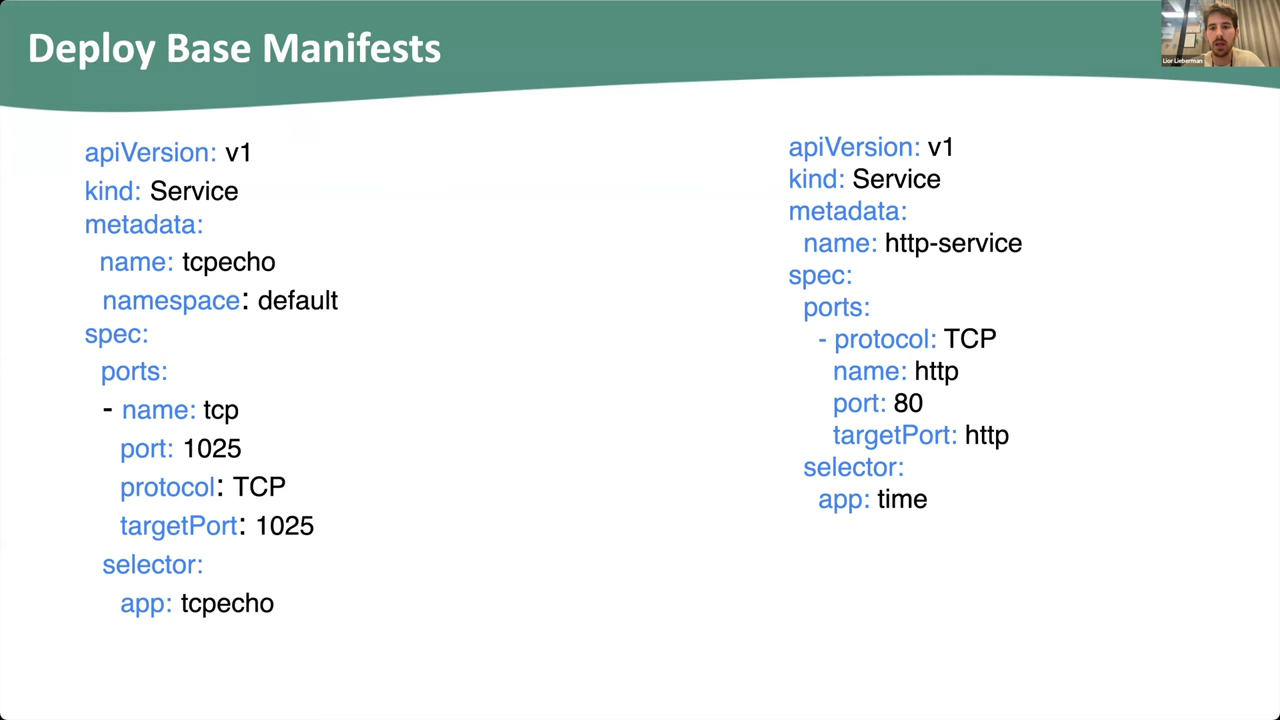 Deploy Base Manifests
Lior Lieberman
apiVersion: v1
kind: Service
metadata:
name: tcpecho
namespace: default
spec:
ports:
- name: tcp
port: 1025
protocol: TCP
targetPort: 1025
selector:
app: tcpecho
apiVersion: v1
kind: Service
metadata:
name: http-service
spec:
ports:
- protocol: TCP
name: http
port: 80
targetPort: http
selector:
app: time